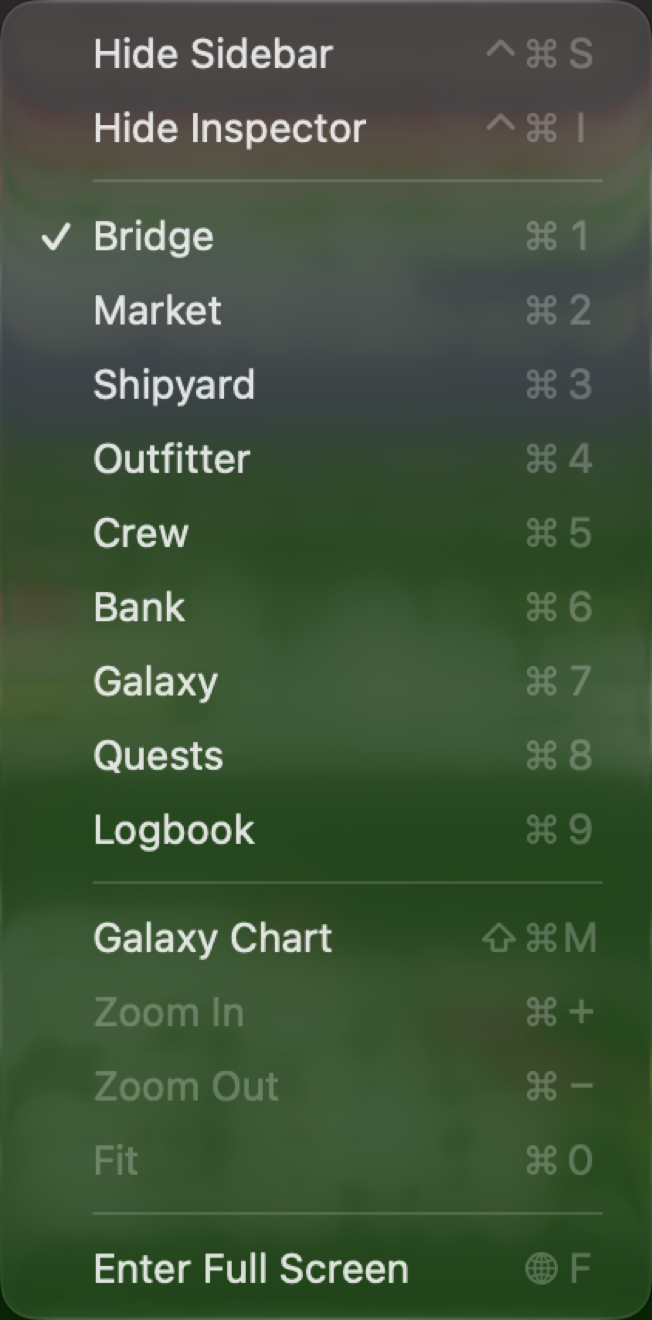 Hide Sidebar ^⌘S
Hide Inspector ^⌘I
✓ Bridge ⌘1
Market ⌘2
Shipyard ⌘3
Outfitter ⌘4
Crew ⌘5
Bank ⌘6
Galaxy ⌘7
Quests ⌘8
Logbook ⌘9
Galaxy Chart ⇧⌘M
Zoom In ⌘+
Zoom Out ⌘−
Fit ⌘0
Enter Full Screen 🌐F